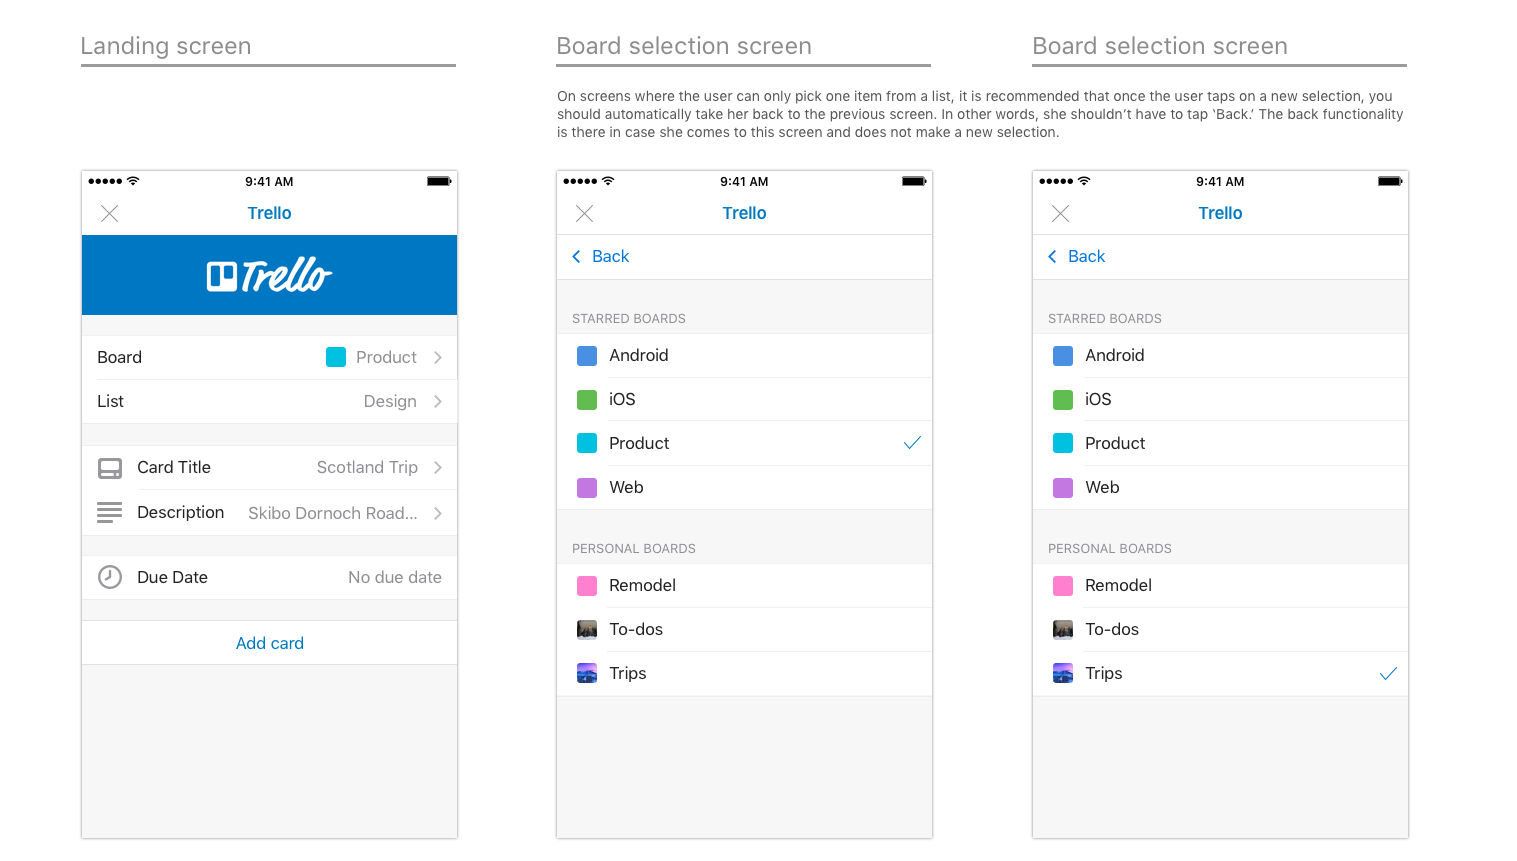 Landing screen
Board selection screen
Board selection screen
On screens where the user can only pick one item from a list, it is recommended that once the user taps on a new selection, you
should automatically take her back to the previous screen. In other words, she shouldn't have to tap ‘Back.’ The back functionality
is there in case she comes to this screen and does not make a new selection.
9:41 AM
Trello
Trello
Board Product
List Design
Card Title Scotland Trip
Description Skibo Dornoch Road...
Due Date No due date
Add card
9:41 AM
Trello
Back
STARRED BOARDS
Android
iOS
Product
Web
PERSONAL BOARDS
Remodel
To-dos
Trips
9:41 AM
Trello
Back
STARRED BOARDS
Android
iOS
Product
Web
PERSONAL BOARDS
Remodel
To-dos
Trips